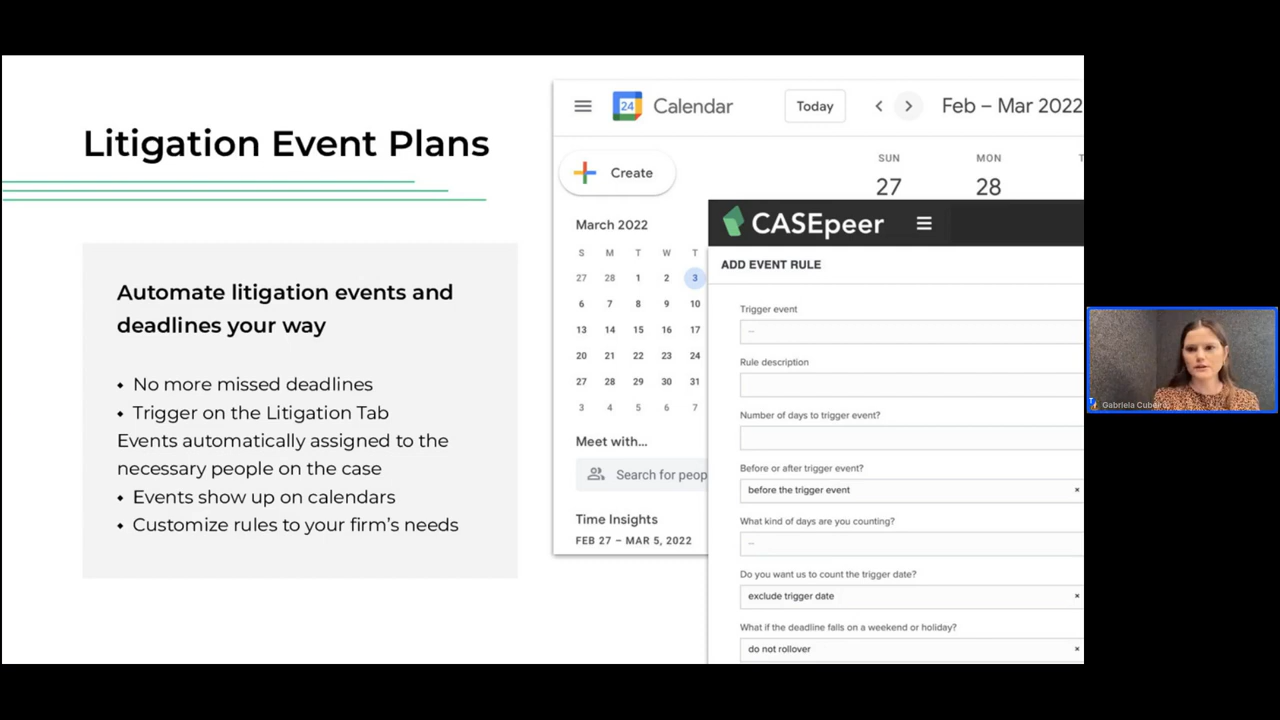 Litigation Event Plans
Automate litigation events and
deadlines your way
• No more missed deadlines
• Trigger on the Litigation Tab
Events automatically assigned to the
necessary people on the case
• Events show up on calendars
• Customize rules to your firm's needs
24 Calendar Today Feb – Mar 2022
Create
SUN MON T
27 28
March 2022
S M T W T
27 28 1 2 3
6 7 8 9 10
13 14 15 16 17
20 21 22 23 24
27 28 29 30 31
3 4 5 6 7
Meet with...
Search for peop
Time Insights
FEB 27 – MAR 5, 2022
CASEpeer
ADD EVENT RULE
Trigger event
--
Rule description
Number of days to trigger event?
Before or after trigger event?
before the trigger event ×
What kind of days are you counting?
--
Do you want us to count the trigger date?
exclude trigger date ×
What if the deadline falls on a weekend or holiday?
do not rollover ×
Gabriela